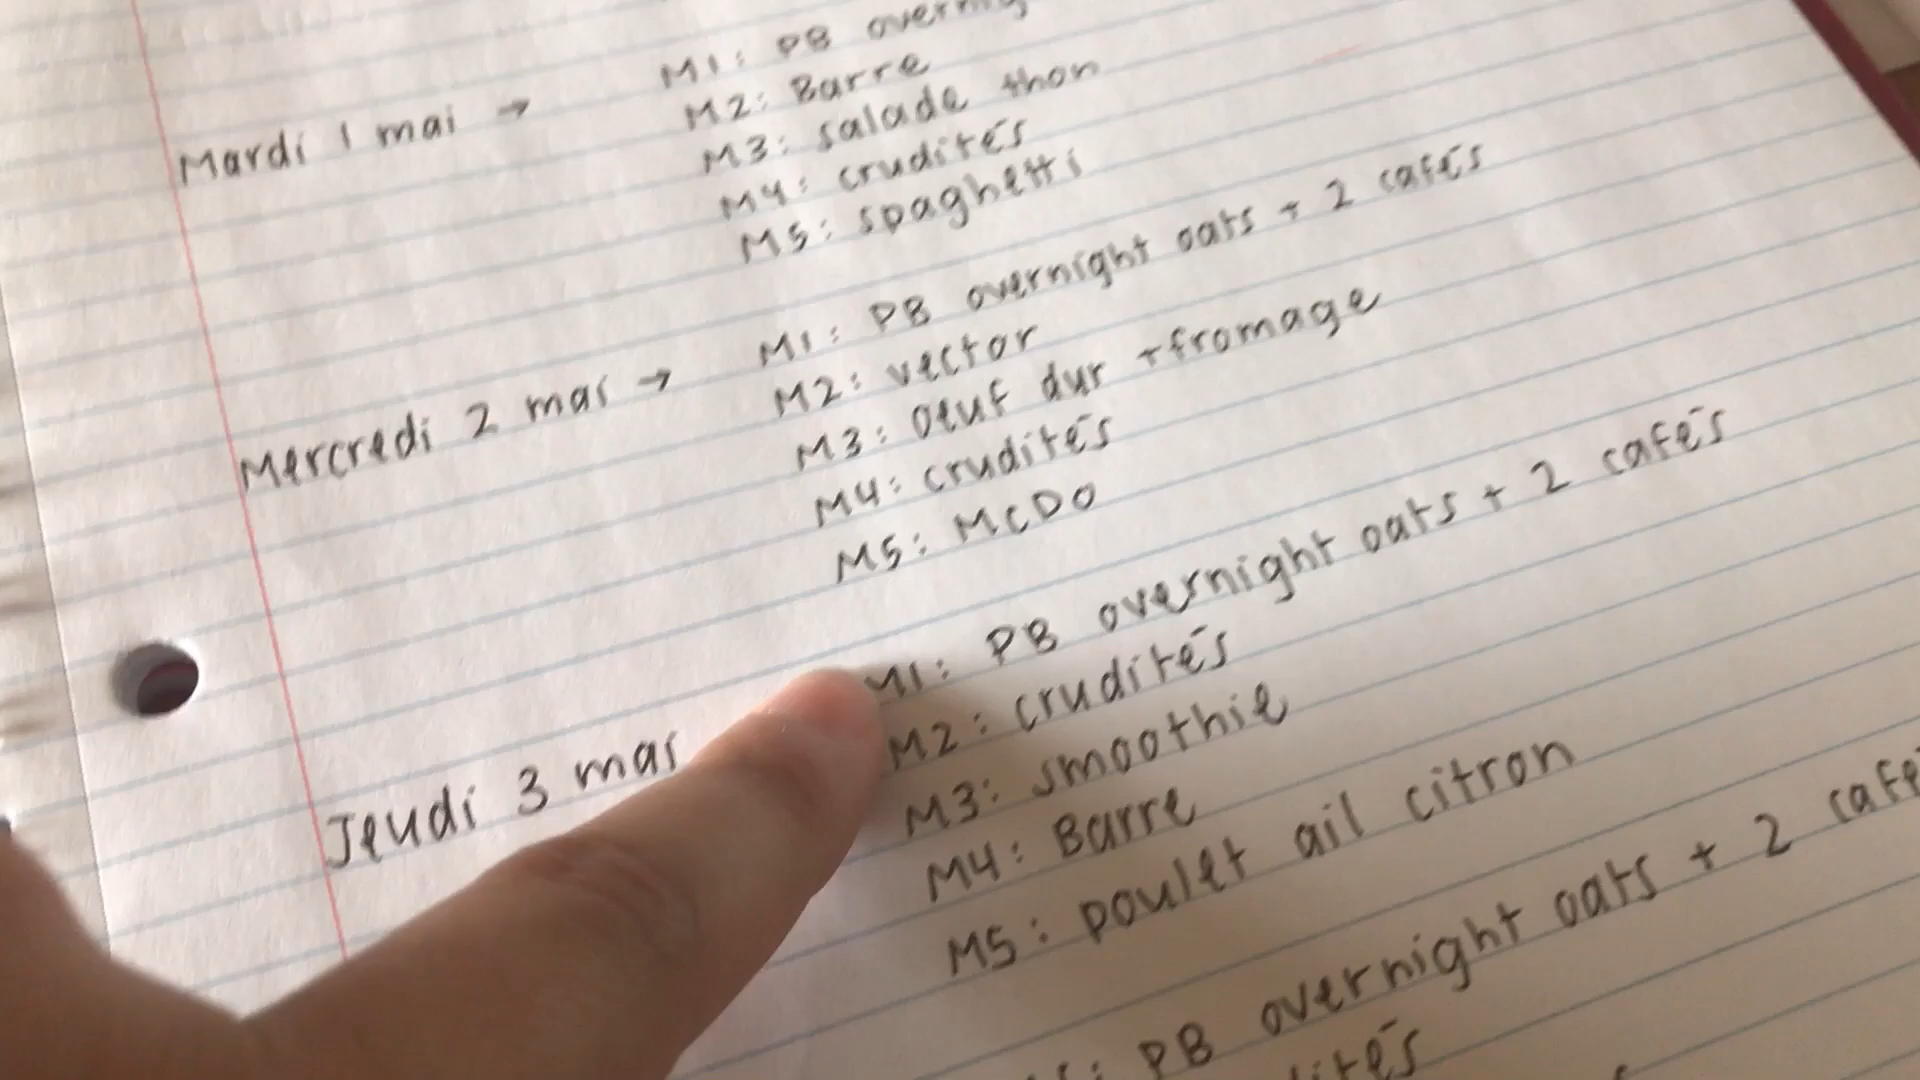 Mardi 1 mai → M1: PB
M2: Barre
M3: salade thon
M4: crudités
M5: spaghetti
Mercredi 2 mai → M1: PB overnight oats + 2 cafés
M2: vector
M3: oeuf dur + fromage
M4: crudités
M5: McDo
Jeudi 3 mai M1: PB overnight oats + 2 cafés
M2: crudités
M3: smoothie
M4: Barre
M5: poulet ail citron
PB overnight oats + 2